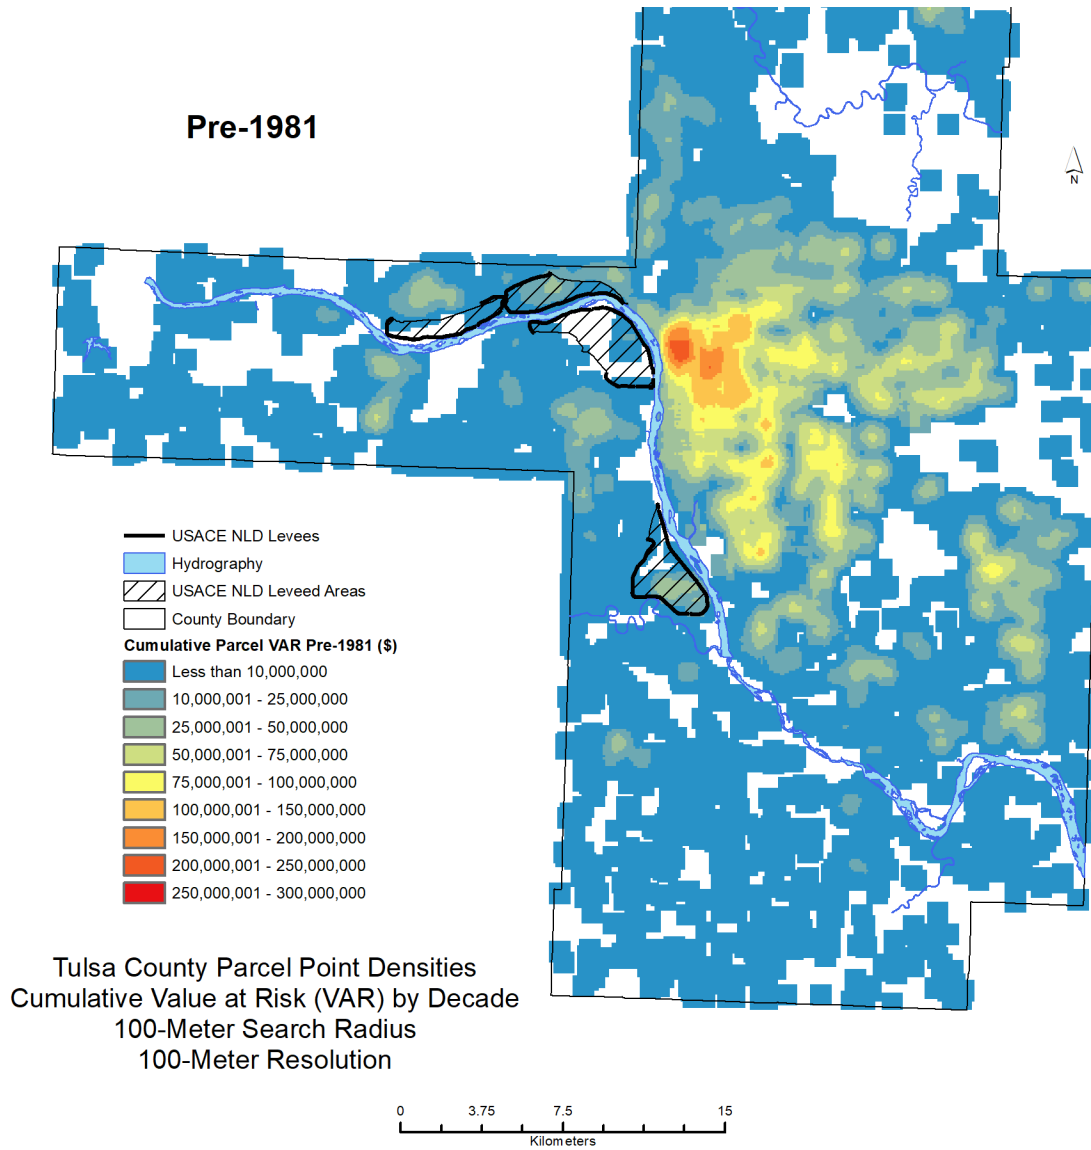 Pre-1981
N
USACE NLD Levees
Hydrography
USACE NLD Leveed Areas
County Boundary
Cumulative Parcel VAR Pre-1981 ($)
Less than 10,000,000
10,000,001 - 25,000,000
25,000,001 - 50,000,000
50,000,001 - 75,000,000
75,000,001 - 100,000,000
100,000,001 - 150,000,000
150,000,001 - 200,000,000
200,000,001 - 250,000,000
250,000,001 - 300,000,000
Tulsa County Parcel Point Densities
Cumulative Value at Risk (VAR) by Decade
100-Meter Search Radius
100-Meter Resolution
0 3.75 7.5 15
Kilometers